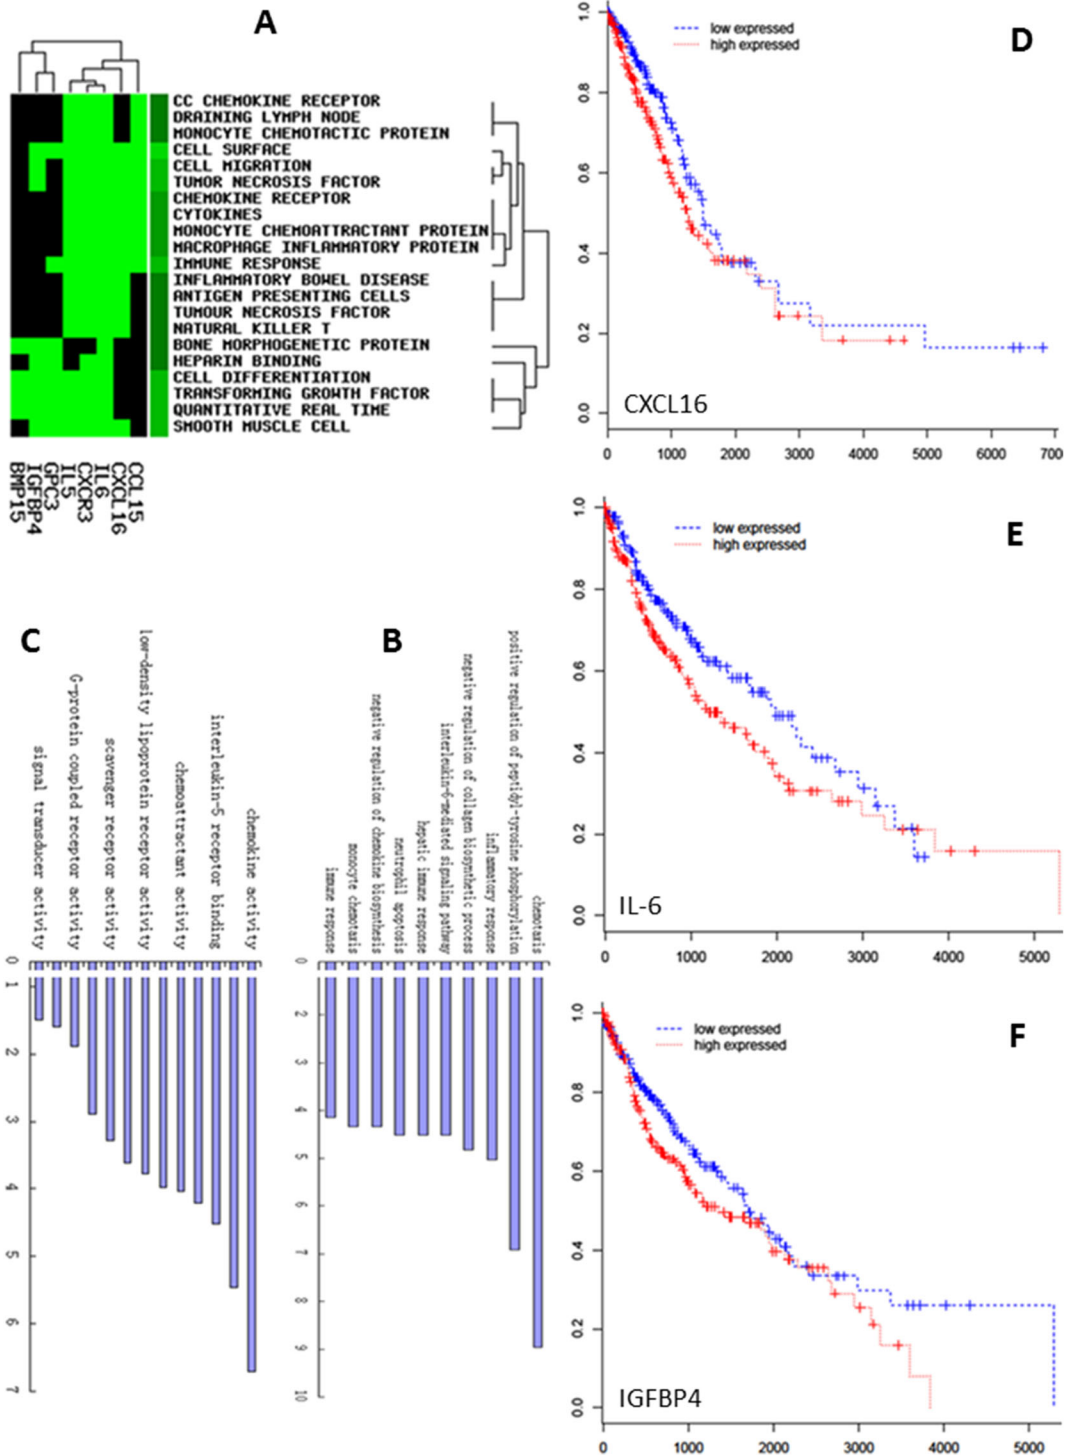 A
CC CHEMOKINE RECEPTOR
DRAINING LYMPH NODE
MONOCYTE CHEMOTACTIC PROTEIN
CELL SURFACE
CELL MIGRATION
TUMOR NECROSIS FACTOR
CHEMOKINE RECEPTOR
CYTOKINES
MONOCYTE CHEMOATTRACTANT PROTEIN
MACROPHAGE INFLAMMATORY PROTEIN
IMMUNE RESPONSE
INFLAMMATORY BOWEL DISEASE
ANTIGEN PRESENTING CELLS
TUMOUR NECROSIS FACTOR
NATURAL KILLER T
BONE MORPHOGENETIC PROTEIN
HEPARIN BINDING
CELL DIFFERENTIATION
TRANSFORMING GROWTH FACTOR
QUANTITATIVE REAL TIME
SMOOTH MUSCLE CELL
BMP15
IGFBP4
GPC3
IL5
CXCR3
IL6
CXCL16
CCL15
C
signal transducer activity
G-protein coupled receptor activity
scavenger receptor activity
low-density lipoprotein receptor activity
chemoattractant activity
interleukin-5 receptor binding
chemokine activity
0
1
2
3
4
5
6
7
B
immune response
monocyte chemotaxis
negative regulation of chemokine biosynthesis
neutrophil apoptosis
hepatic immune response
interleukin-6-mediated signaling pathway
negative regulation of collagen biosynthetic process
inflammatory response
positive regulation of peptidyl-tyrosine phosphorylation
chemotaxis
0
2
3
4
5
6
7
8
9
10
D
low expressed
high expressed
1.0
0.8
0.6
0.4
0.2
0.0
CXCL16
0 1000 2000 3000 4000 5000 6000 700
E
low expressed
high expressed
1.0
0.8
0.6
0.4
0.2
0.0
IL-6
0 1000 2000 3000 4000 5000
F
low expressed
high expressed
1.0
0.8
0.6
0.4
0.2
0.0
IGFBP4
0 1000 2000 3000 4000 5000